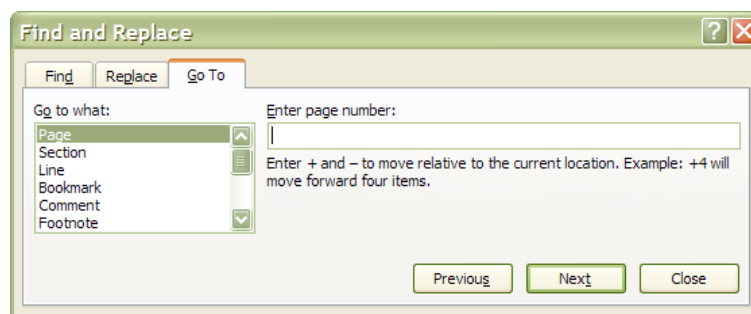 Find and Replace
Find Replace Go To
Go to what:
Page
Section
Line
Bookmark
Comment
Footnote
Enter page number:
Enter + and – to move relative to the current location. Example: +4 will
move forward four items.
Previous Next Close